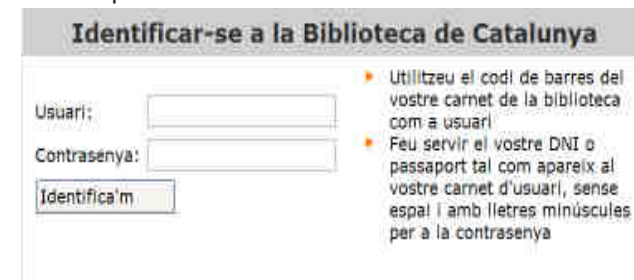 Identificar-se a la Biblioteca de Catalunya
Usuari:
Contrasenya:
Identifica'm
Utilitzeu el codi de barres del
vostre carnet de la biblioteca
com a usuari
Feu servir el vostre DNI o
passaport tal com apareix al
vostre carnet d'usuari, sense
espai i amb lletres minúscules
per a la contrasenya